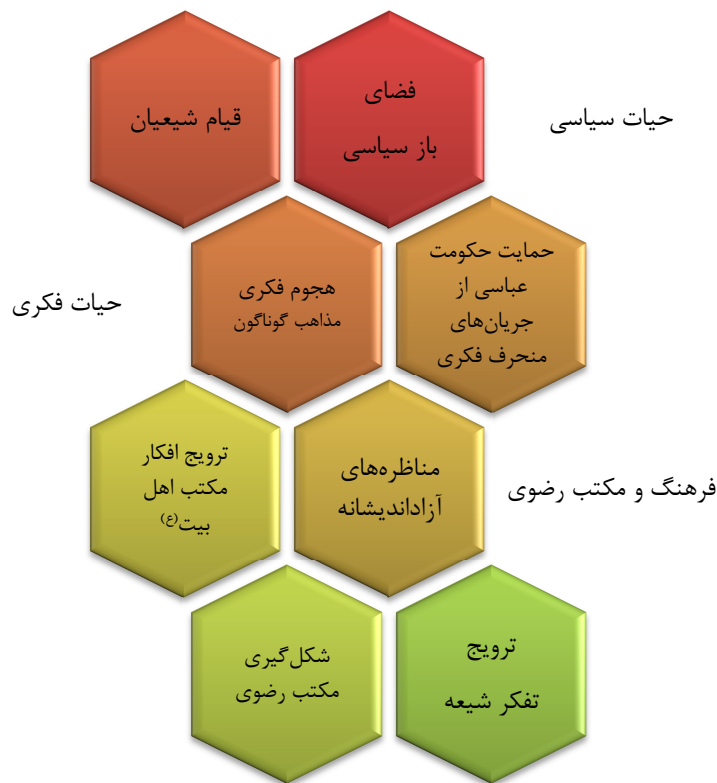 حیات سیاسی
فضای
باز سیاسی
قیام شیعیان
حمایت حکومت
عباسی از
جریان‌های
منحرف فکری
هجوم فکری
مذاهب گوناگون
حیات فکری
فرهنگ و مکتب رضوی
مناظره‌های
آزاداندیشانه
ترویج افکار
مکتب اهل
بیت(ع)
ترویج
تفکر شیعه
شکل‌گیری
مکتب رضوی